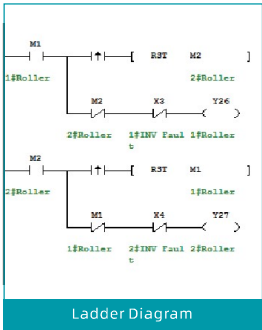 M1
RST M2 ]
1#Roller 2#Roller
M2 X3 Y26
2#Roller 1#INV Faul 1#Roller
t
M2
RST M1 ]
2#Roller 1#Roller
M1 X4 Y27
1#Roller 2#INV Faul 2#Roller
t
Ladder Diagram